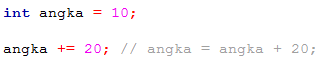 int angka = 10;
angka += 20; // angka = angka + 20;